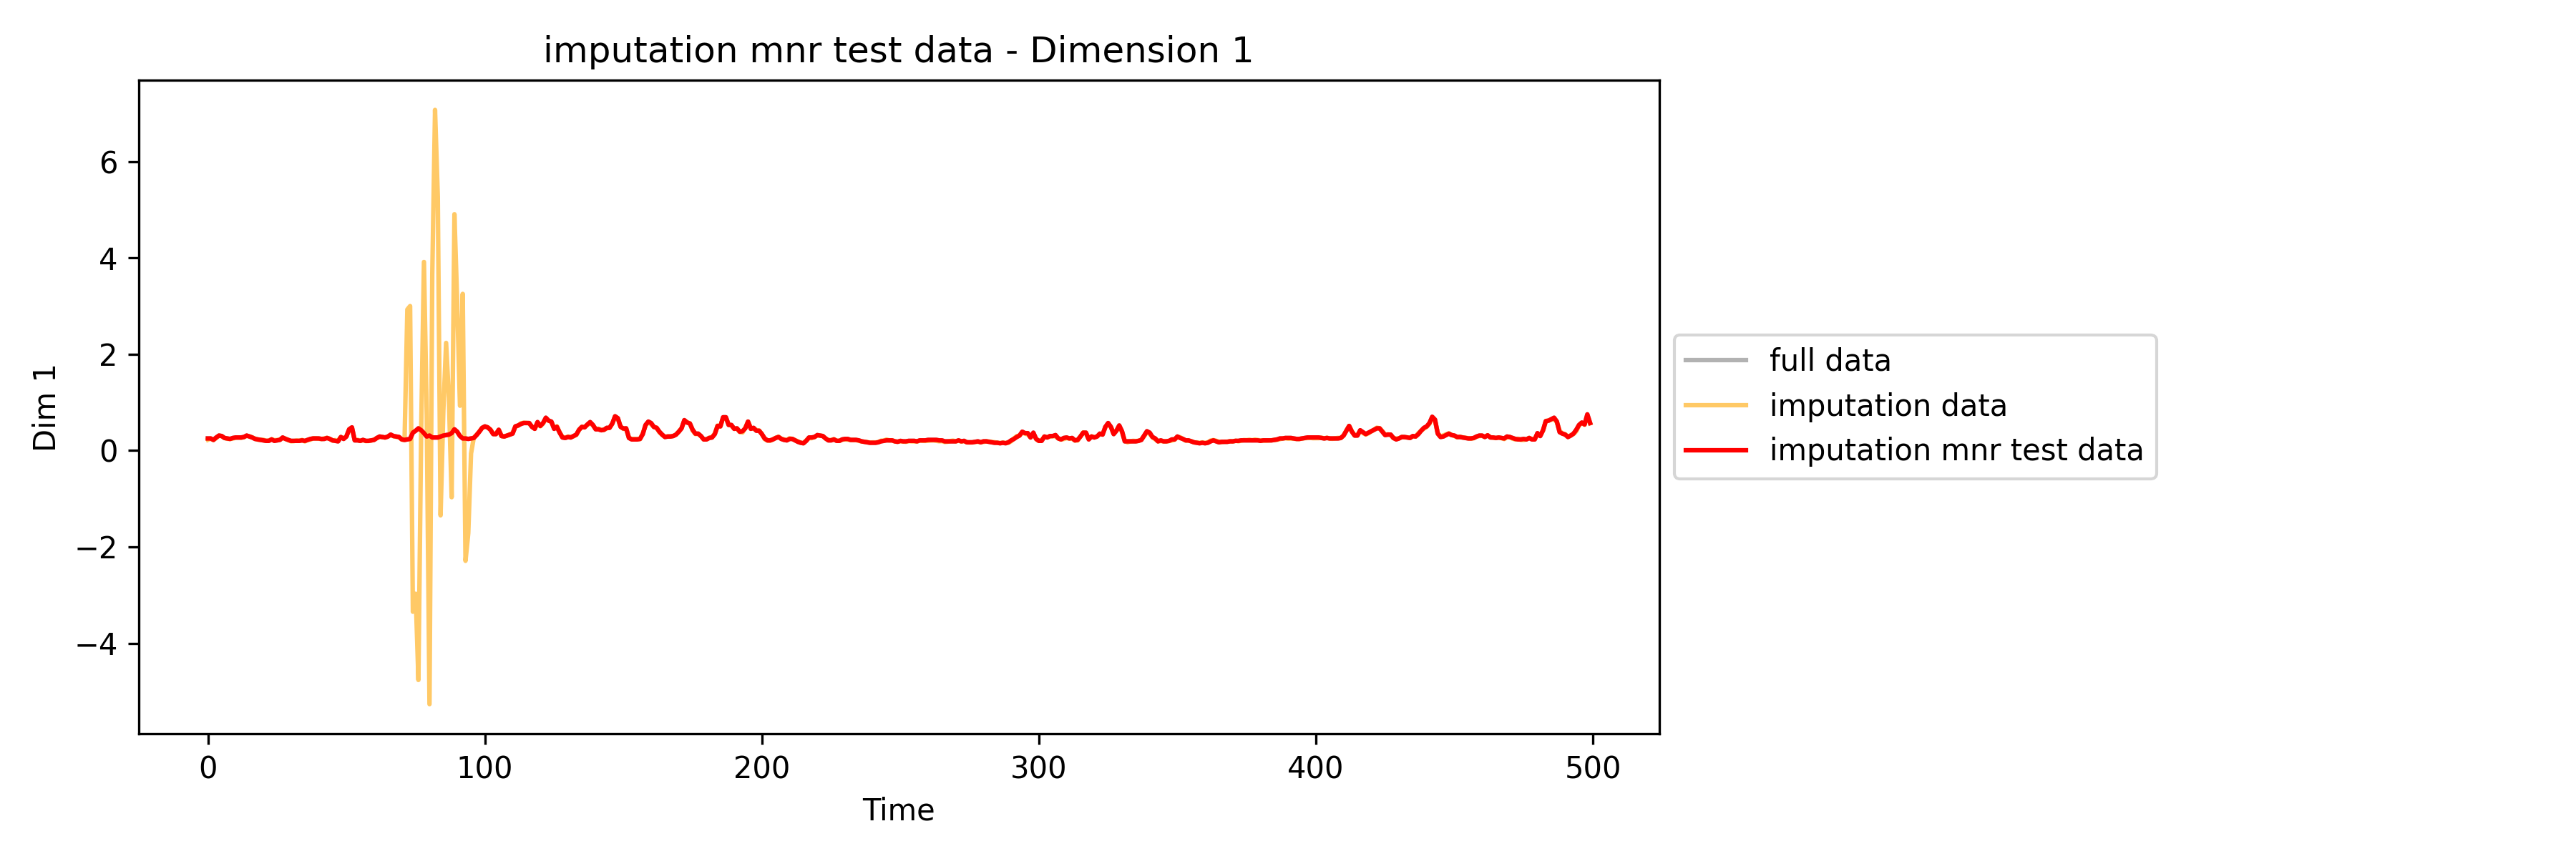 imputation mnr test data - Dimension 1
6
4
2
0
−2
−4
Dim 1
0
100
200
300
400
500
Time
full data
imputation data
imputation mnr test data